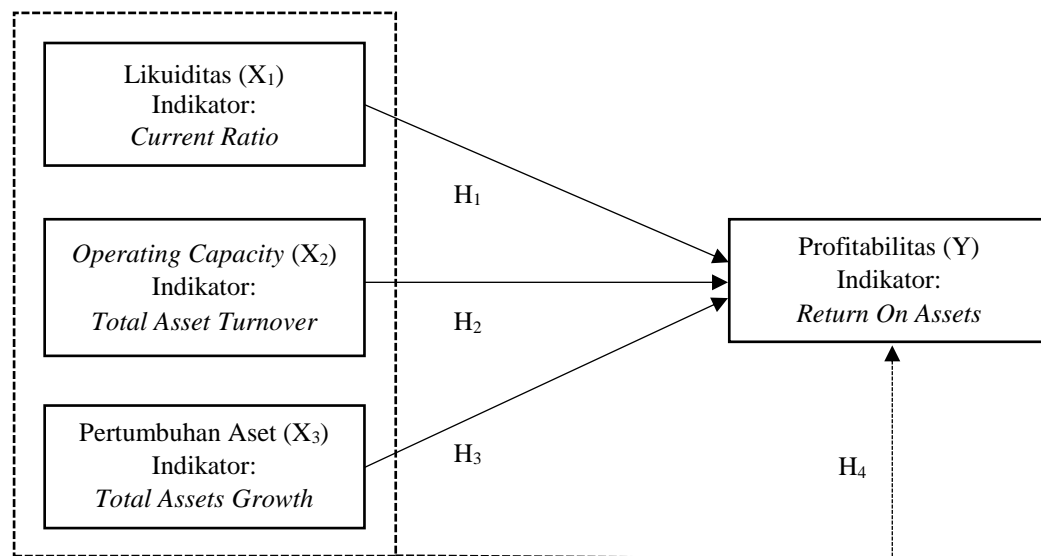 Likuiditas (X₁)
Indikator:
Current Ratio
H₁
Operating Capacity (X₂)
Indikator:
Total Asset Turnover
H₂
Profitabilitas (Y)
Indikator:
Return On Assets
Pertumbuhan Aset (X₃)
Indikator:
Total Assets Growth
H₃
H₄